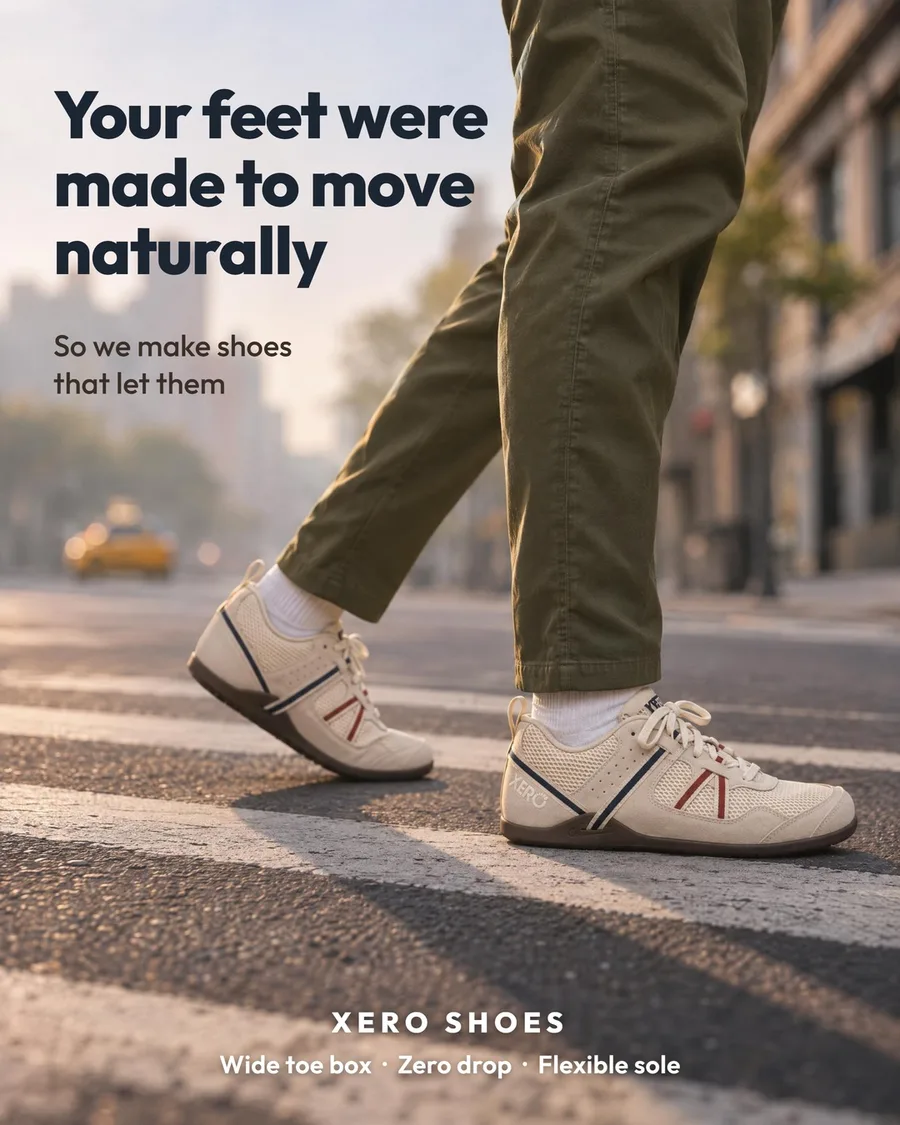 Your feet were
made to move
naturally
So we make shoes
that let them
XERO
XERO SHOES
Wide toe box · Zero drop · Flexible sole